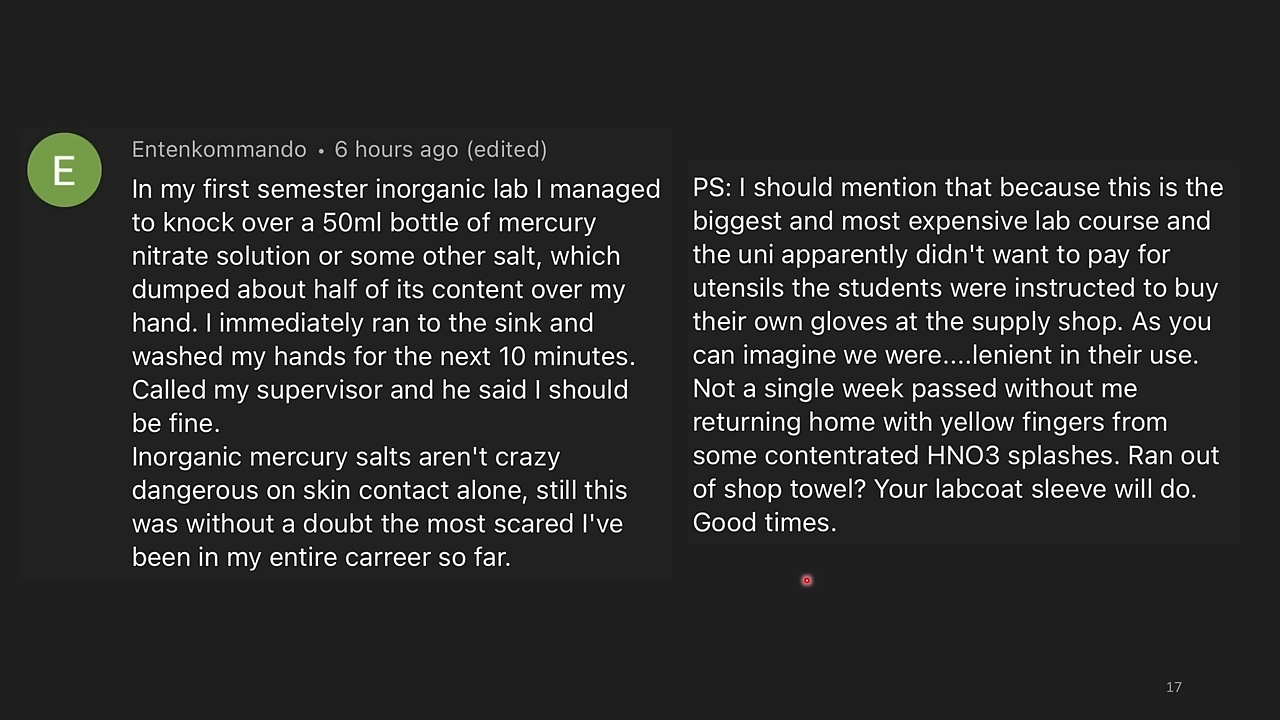 E
Entenkommando • 6 hours ago (edited)
In my first semester inorganic lab I managed
to knock over a 50ml bottle of mercury
nitrate solution or some other salt, which
dumped about half of its content over my
hand. I immediately ran to the sink and
washed my hands for the next 10 minutes.
Called my supervisor and he said I should
be fine.
Inorganic mercury salts aren't crazy
dangerous on skin contact alone, still this
was without a doubt the most scared I've
been in my entire carreer so far.
PS: I should mention that because this is the
biggest and most expensive lab course and
the uni apparently didn't want to pay for
utensils the students were instructed to buy
their own gloves at the supply shop. As you
can imagine we were....lenient in their use.
Not a single week passed without me
returning home with yellow fingers from
some contentrated HNO3 splashes. Ran out
of shop towel? Your labcoat sleeve will do.
Good times.
17